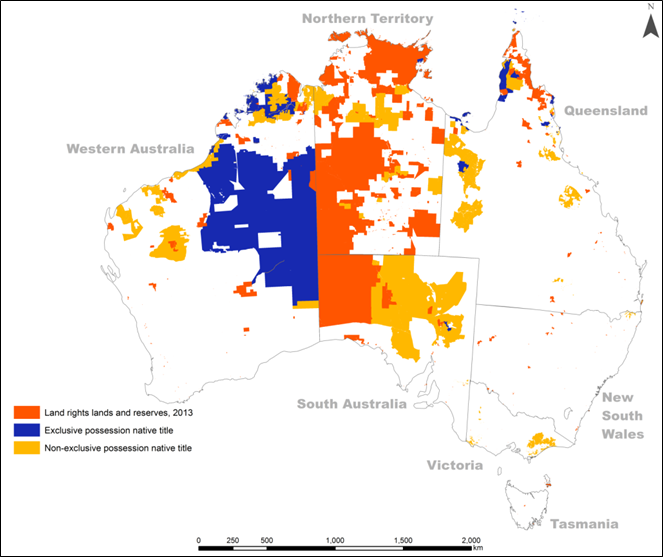 N
Northern Territory
Queensland
Western Australia
Land rights lands and reserves, 2013
Exclusive possession native title
Non-exclusive possession native title
South Australia
New
South
Wales
Victoria
Tasmania
0 250 500 1,000 1,500 2,000
km